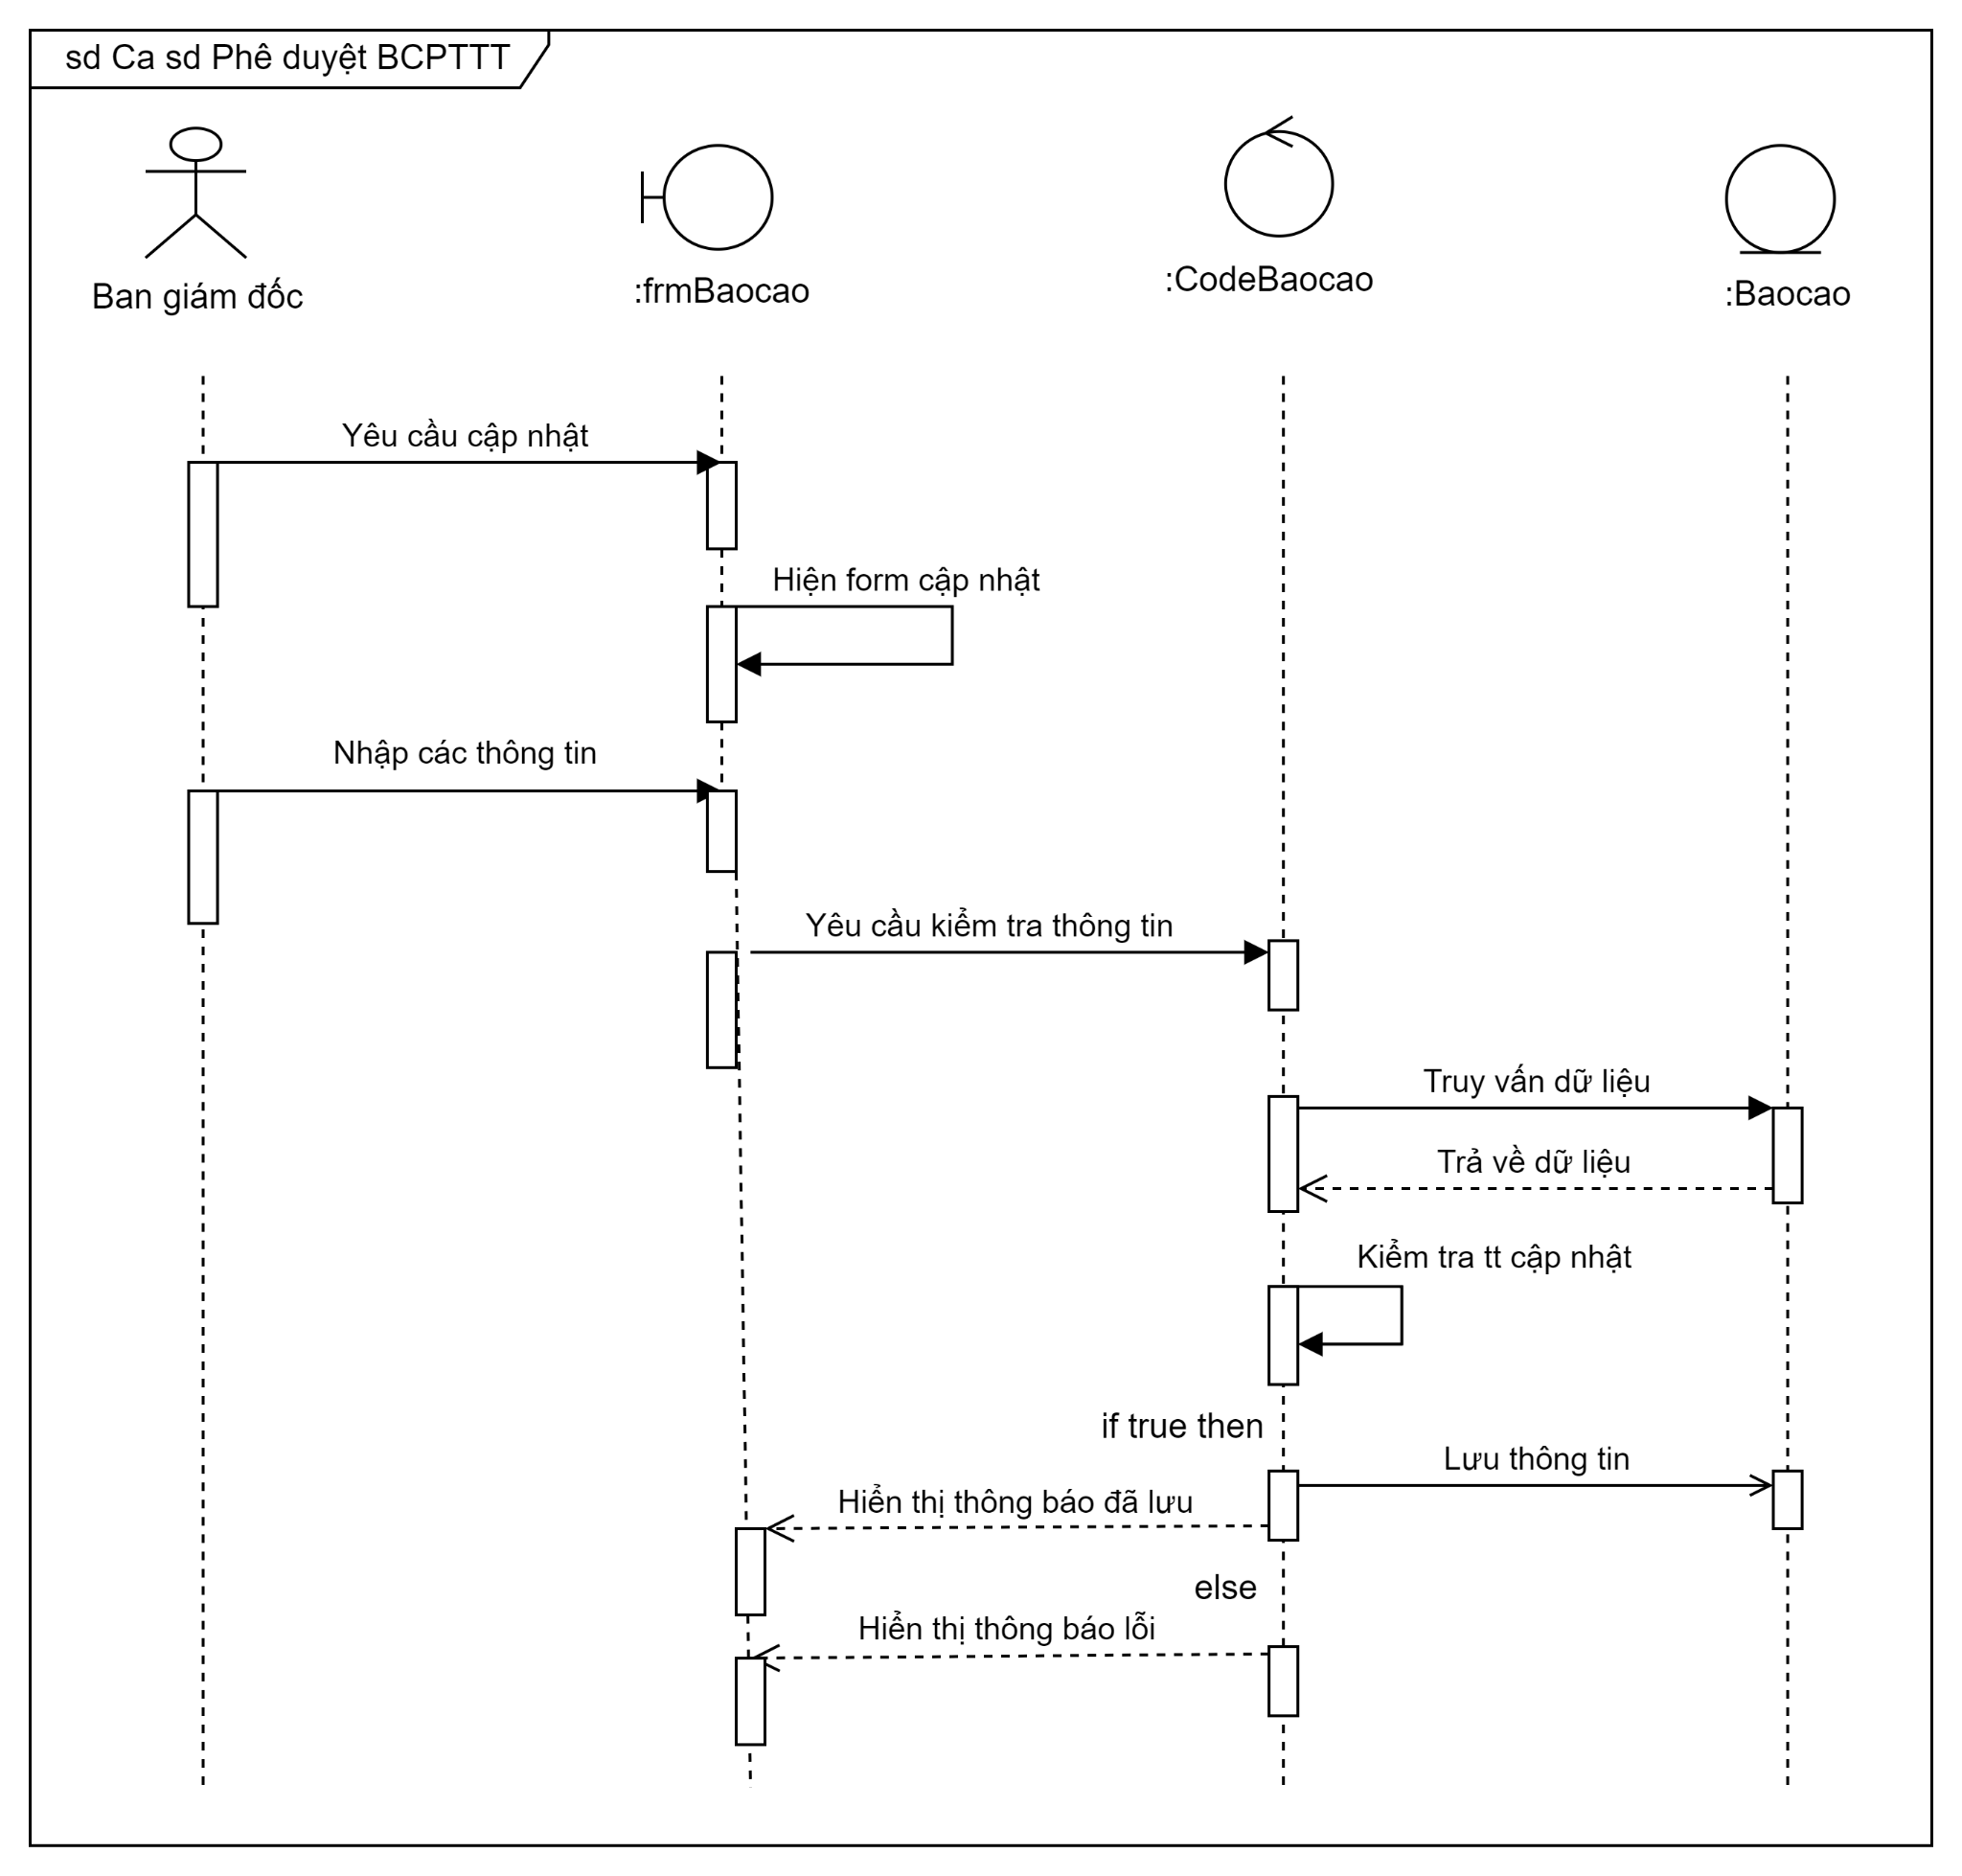 sd Ca sd Phê duyệt BCPTTT
Ban giám đốc
:frmBaocao
:CodeBaocao
:Baocao
Yêu cầu cập nhật
Hiện form cập nhật
Nhập các thông tin
Yêu cầu kiểm tra thông tin
Truy vấn dữ liệu
Trả về dữ liệu
Kiểm tra tt cập nhật
if true then
Lưu thông tin
Hiển thị thông báo đã lưu
else
Hiển thị thông báo lỗi